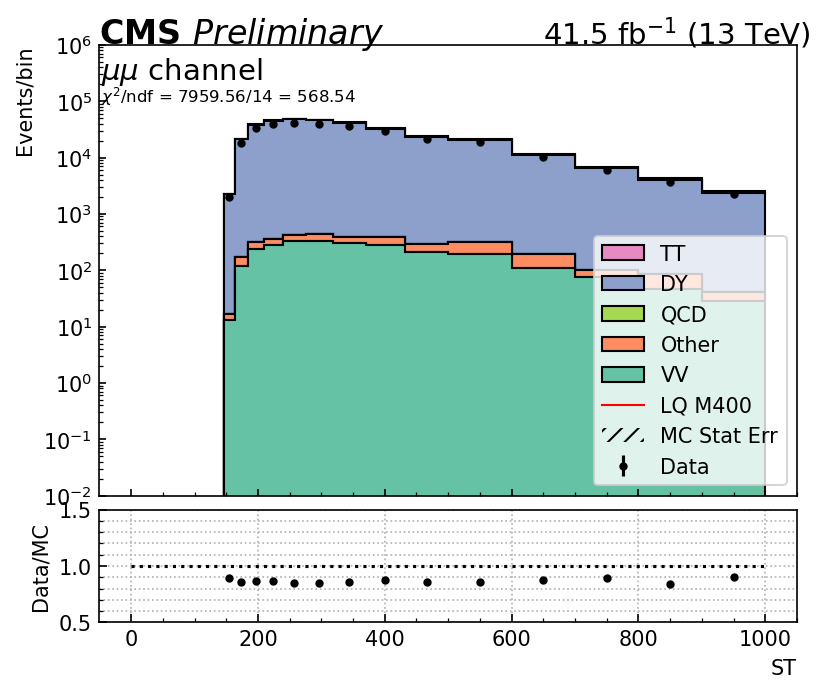 CMS Preliminary 41.5 fb⁻¹ (13 TeV)
μμ channel
χ²/ndf = 7959.56/14 = 568.54
Events/bin
10⁶
10⁵
10⁴
10³
10²
10¹
10⁰
10⁻¹
10⁻²
TT
DY
QCD
Other
VV
LQ M400
MC Stat Err
Data
Data/MC
1.5
1.0
0.5
0 200 400 600 800 1000
ST